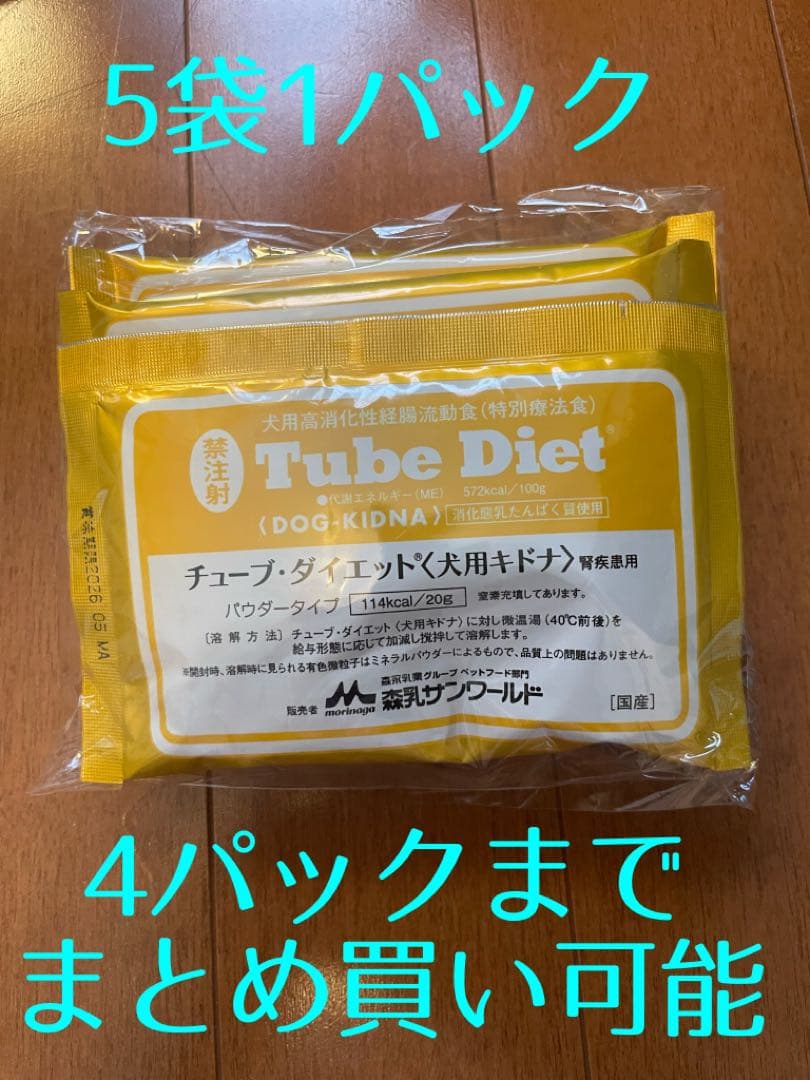 5袋1パック
犬用高消化性経腸流動食(特別療法食)
禁注射
Tube Diet®
●代謝エネルギー(ME) 572kcal/100g
〈DOG-KIDNA〉 消化態乳たんぱく質使用
チューブ・ダイエット®〈犬用キドナ〉腎疾患用
パウダータイプ 114kcal/20g 窒素充填してあります。
〔溶解方法〕チューブ・ダイエット〈犬用キドナ〉に対し微温湯(40℃前後)を
給与形態に応じて加減し撹拌して溶解します。
※開封時、溶解時に見られる有色微粒子はミネラルパウダーによるもので、品質上の問題はありません。
森永乳業グループ ペットフード部門
販売者 morinaga 森乳サンワールド
[国産]
賞味期限2026 05 MA
4パックまで
まとめ買い可能